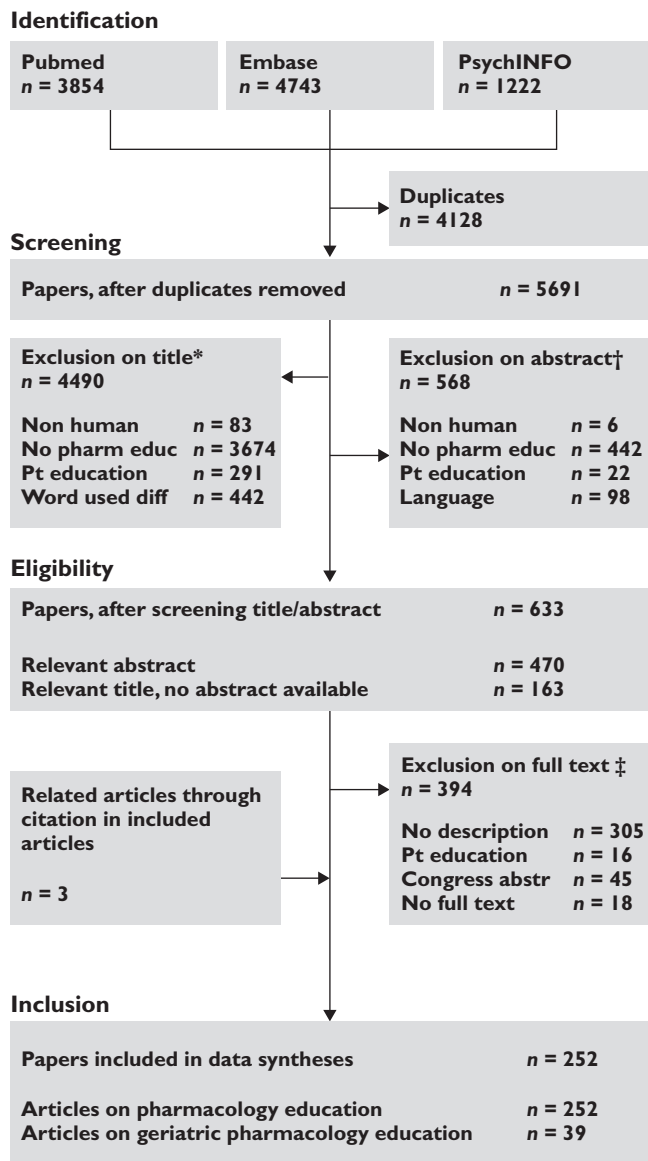 Identification
Pubmed
n = 3854
Embase
n = 4743
PsychINFO
n = 1222
Duplicates
n = 4128
Screening
Papers, after duplicates removed n = 5691
Exclusion on title*
n = 4490
Non human n = 83
No pharm educ n = 3674
Pt education n = 291
Word used diff n = 442
Exclusion on abstract†
n = 568
Non human n = 6
No pharm educ n = 442
Pt education n = 22
Language n = 98
Eligibility
Papers, after screening title/abstract n = 633
Relevant abstract n = 470
Relevant title, no abstract available n = 163
Related articles through
citation in included
articles
n = 3
Exclusion on full text ‡
n = 394
No description n = 305
Pt education n = 16
Congress abstr n = 45
No full text n = 18
Inclusion
Papers included in data syntheses n = 252
Articles on pharmacology education n = 252
Articles on geriatric pharmacology education n = 39